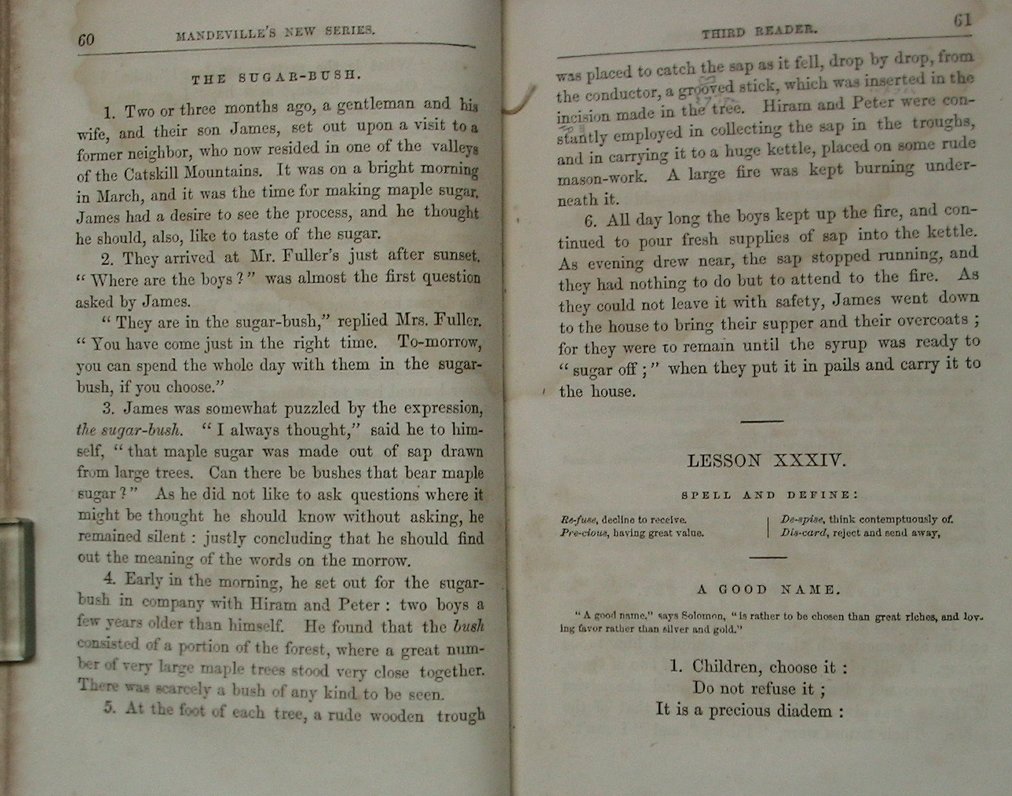 60
MANDEVILLE'S NEW SERIES.
THE SUGAR-BUSH.
1. Two or three months ago, a gentleman and his
wife, and their son James, set out upon a visit to a
former neighbor, who now resided in one of the valleys
of the Catskill Mountains. It was on a bright morning
in March, and it was the time for making maple sugar.
James had a desire to see the process, and he thought
he should, also, like to taste of the sugar.
2. They arrived at Mr. Fuller's just after sunset.
“Where are the boys?” was almost the first question
asked by James.
“They are in the sugar-bush,” replied Mrs. Fuller.
“You have come just in the right time. To-morrow,
you can spend the whole day with them in the sugar-
bush, if you choose.”
3. James was somewhat puzzled by the expression,
the sugar-bush. “I always thought,” said he to him-
self, “that maple sugar was made out of sap drawn
from large trees. Can there be bushes that bear maple
sugar?” As he did not like to ask questions where it
might be thought he should know without asking, he
remained silent: justly concluding that he should find
out the meaning of the words on the morrow.
4. Early in the morning, he set out for the sugar-
bush in company with Hiram and Peter: two boys a
few years older than himself. He found that the bush
consisted of a portion of the forest, where a great num-
ber of very large maple trees stood very close together.
There was scarcely a bush of any kind to be seen.
5. At the foot of each tree, a rude wooden trough
THIRD READER.
61
was placed to catch the sap as it fell, drop by drop, from
the conductor, a grooved stick, which was inserted in the
incision made in the tree. Hiram and Peter were con-
stantly employed in collecting the sap in the troughs,
and in carrying it to a huge kettle, placed on some rude
mason-work. A large fire was kept burning under-
neath it.
6. All day long the boys kept up the fire, and con-
tinued to pour fresh supplies of sap into the kettle.
As evening drew near, the sap stopped running, and
they had nothing to do but to attend to the fire. As
they could not leave it with safety, James went down
to the house to bring their supper and their overcoats;
for they were to remain until the syrup was ready to
“sugar off;” when they put it in pails and carry it to
the house.
LESSON XXXIV.
SPELL AND DEFINE:
Re-fuse, decline to receive.
Pre-cious, having great value.
De-spise, think contemptuously of.
Dis-card, reject and send away,
A GOOD NAME.
“A good name,” says Solomon, “is rather to be chosen than great riches, and lov-
ing favor rather than silver and gold.”
1. Children, choose it:
Do not refuse it;
It is a precious diadem: